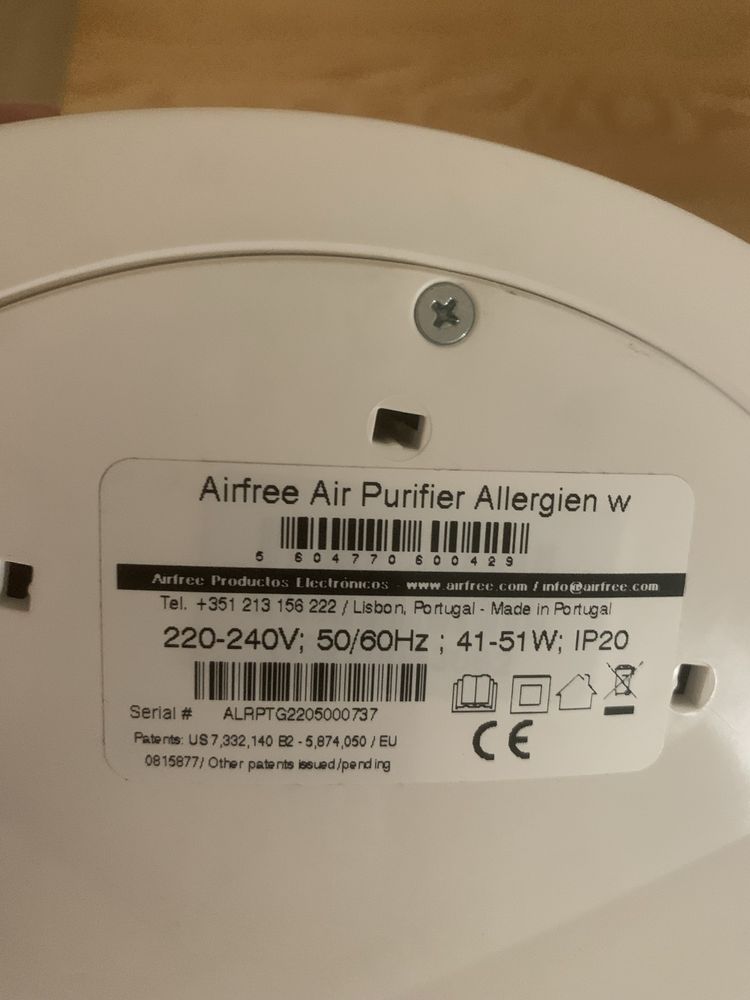 Airfree Air Purifier Allergien w
5 604770 600429
Airfree Productos Electrónicos - www.airfree.com / info@airfree.com
Tel. +351 213 156 222 / Lisbon, Portugal - Made in Portugal
220-240V; 50/60Hz ; 41-51W; IP20
Serial # ALRPTG2205000737
Patents: US 7,332,140 B2 - 5,874,050 / EU
0815877/ Other patents issued/pending
CE